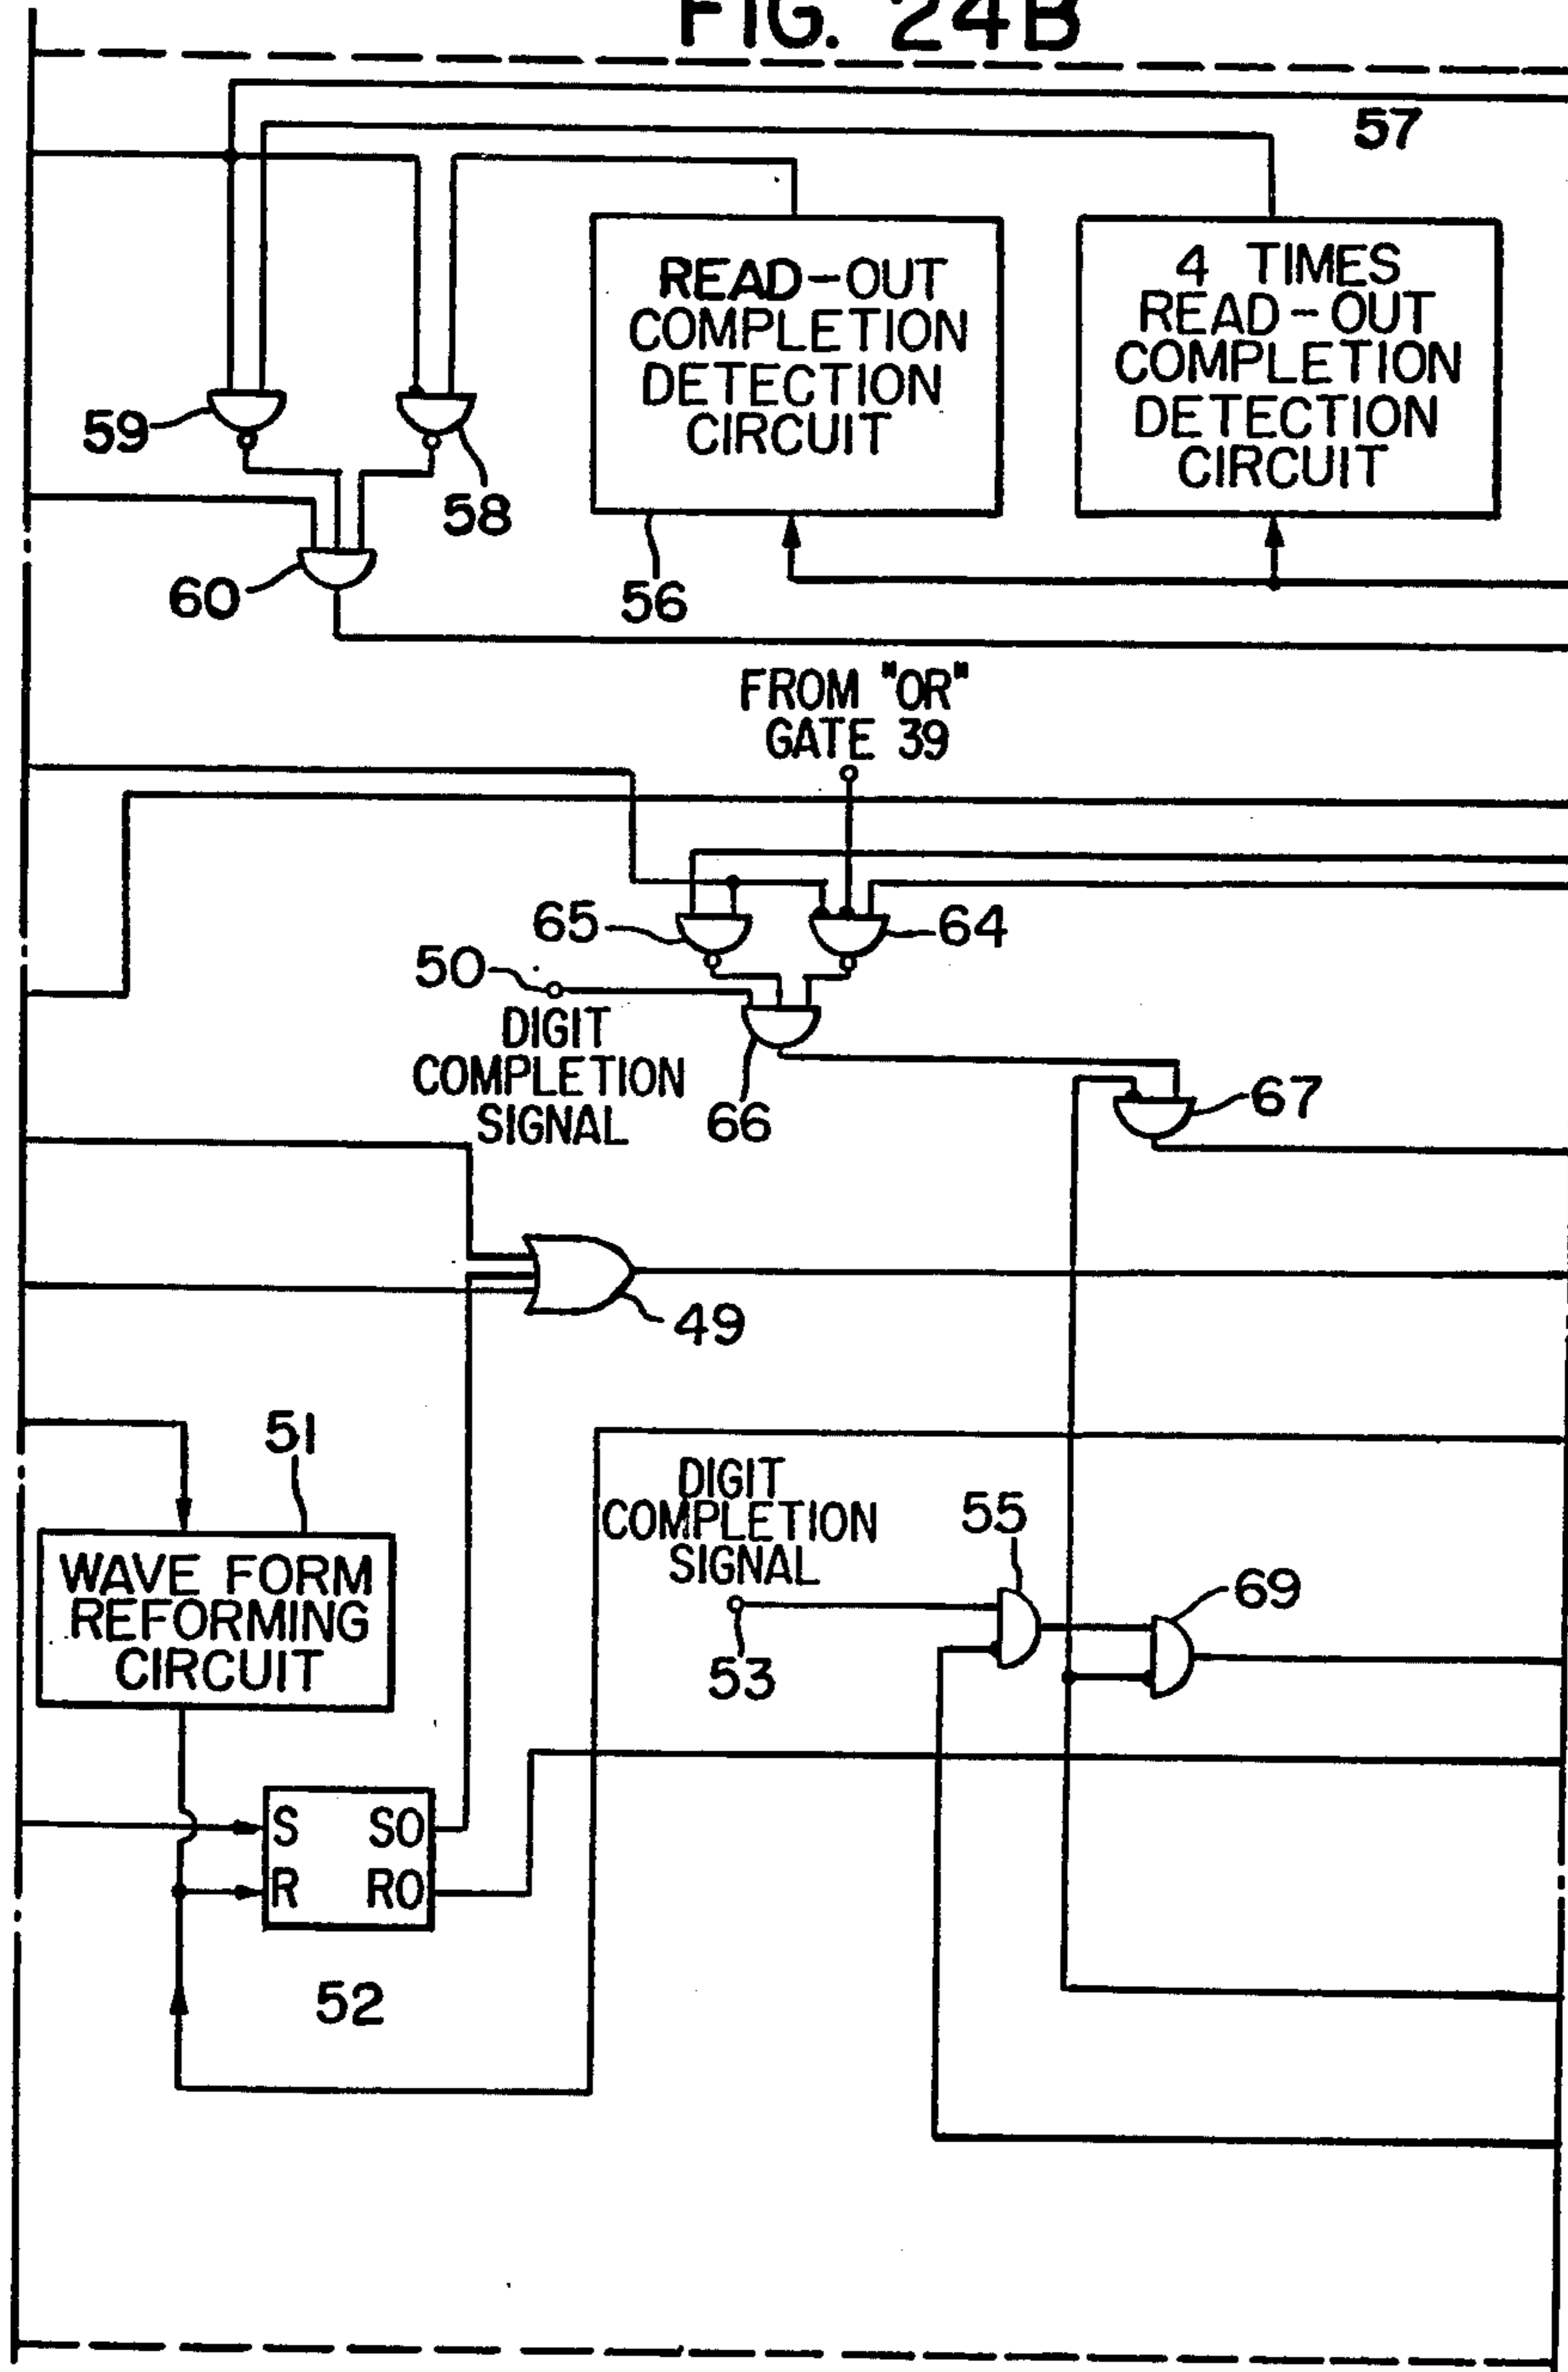 FIG. 24B
57
READ-OUT
COMPLETION
DETECTION
CIRCUIT
4 TIMES
READ-OUT
COMPLETION
DETECTION
CIRCUIT
59
58
60
56
FROM "OR"
GATE 39
65
64
50
DIGIT
COMPLETION
SIGNAL
66
67
49
51
WAVE FORM
REFORMING
CIRCUIT
DIGIT
COMPLETION
SIGNAL
53
55
69
S SO
R RO
52